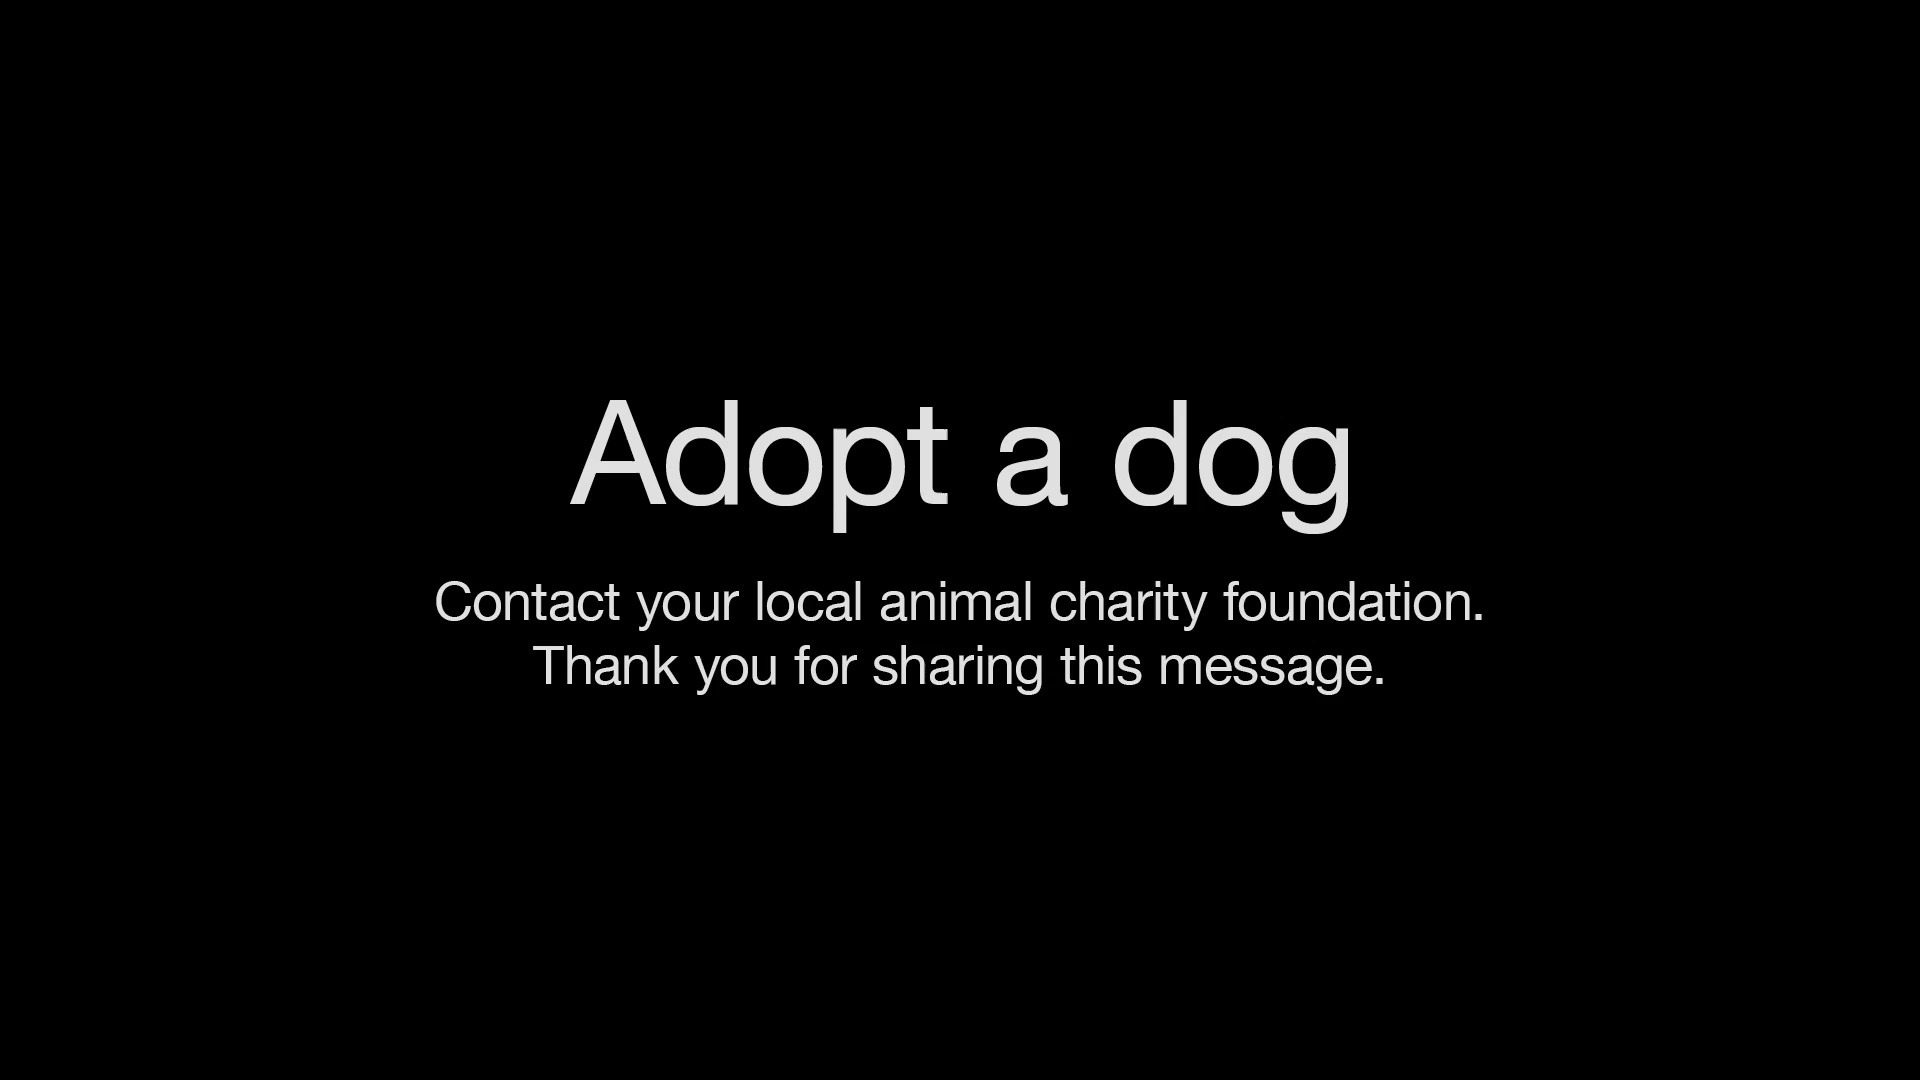 Adopt a dog
Contact your local animal charity foundation.
Thank you for sharing this message.